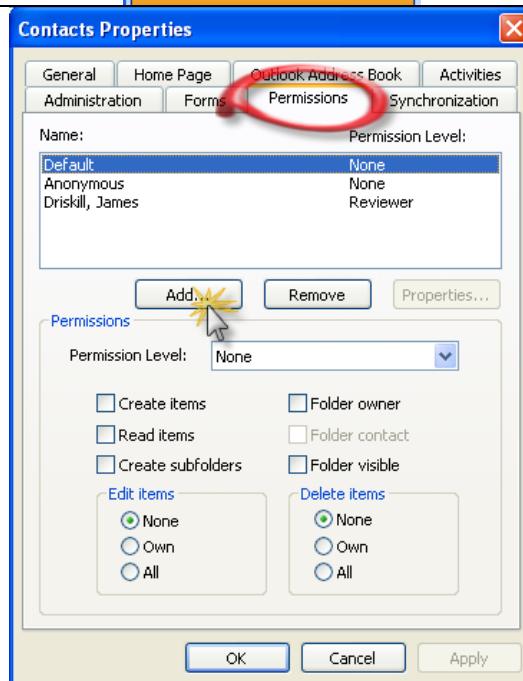 Contacts Properties
General Home Page Outlook Address Book Activities
Administration Forms Permissions Synchronization
Name: Permission Level:
Default None
Anonymous None
Driskill, James Reviewer
Add... Remove Properties...
Permissions
Permission Level: None
Create items Folder owner
Read items Folder contact
Create subfolders Folder visible
Edit items Delete items
None None
Own Own
All All
OK Cancel Apply